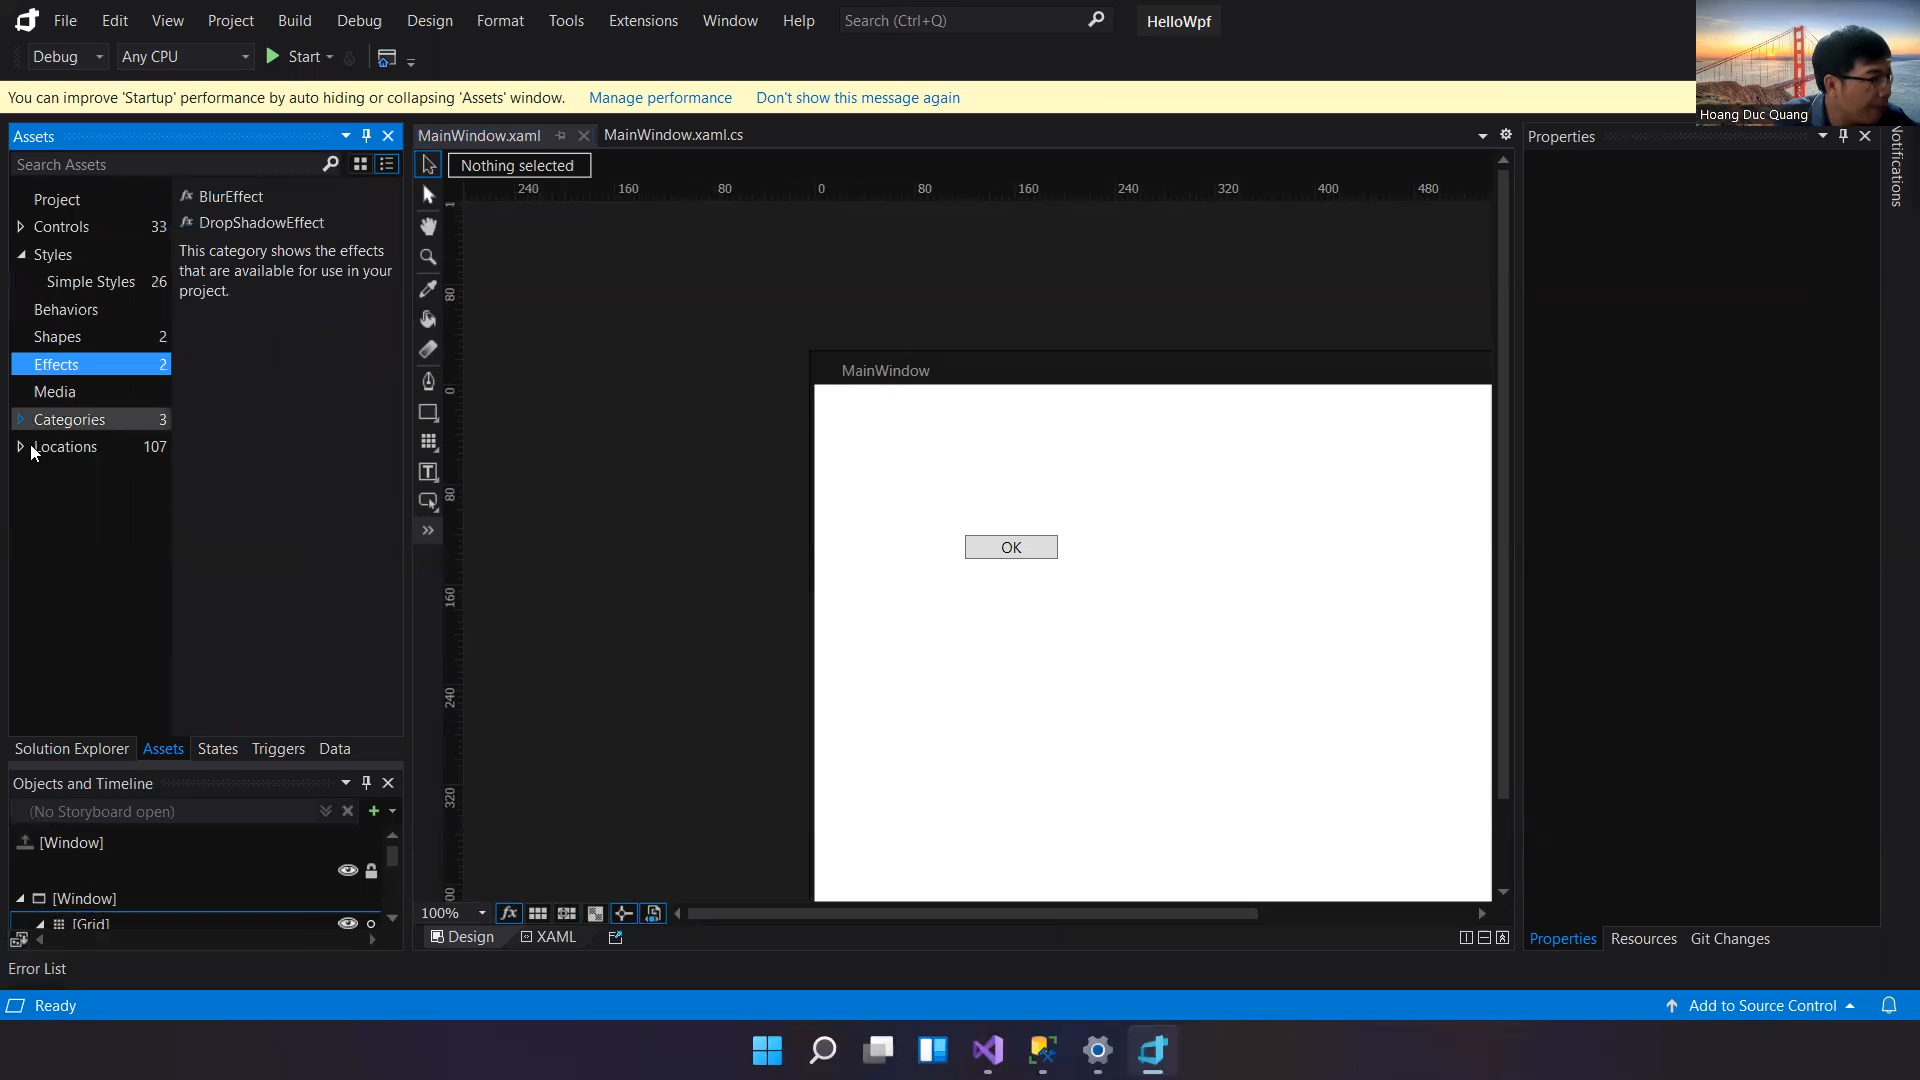 File Edit View Project Build Debug Design Format Tools Extensions Window Help Search (Ctrl+Q) HelloWpf
Debug Any CPU Start
You can improve 'Startup' performance by auto hiding or collapsing 'Assets' window. Manage performance Don't show this message again
Hoang Duc Quang
Assets
Search Assets
Project
Controls 33
Styles
Simple Styles 26
Behaviors
Shapes 2
Effects 2
Media
Categories 3
Locations 107
BlurEffect
DropShadowEffect
This category shows the effects
that are available for use in your
project.
Solution Explorer Assets States Triggers Data
Objects and Timeline
(No Storyboard open)
[Window]
[Window]
[Grid]
MainWindow.xaml MainWindow.xaml.cs
Nothing selected
240 160 80 0 80 160 240 320 400 480
80
0
80
160
240
320
MainWindow
OK
100%
Design XAML
Properties
Notifications
Properties Resources Git Changes
Error List
Ready Add to Source Control